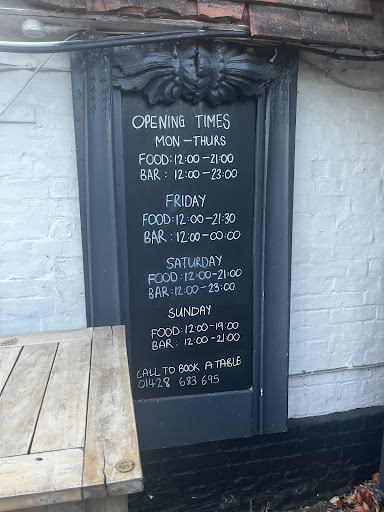 OPENING TIMES
MON - THURS
FOOD: 12:00 - 21:00
BAR : 12:00 - 23:00
FRIDAY
FOOD: 12:00 - 21:30
BAR : 12:00 - 00:00
SATURDAY
FOOD: 12:00 - 21:00
BAR: 12:00 - 23:00
SUNDAY
FOOD: 12:00 - 19:00
BAR : 12:00 - 21:00
CALL TO BOOK A TABLE
01428 683 695